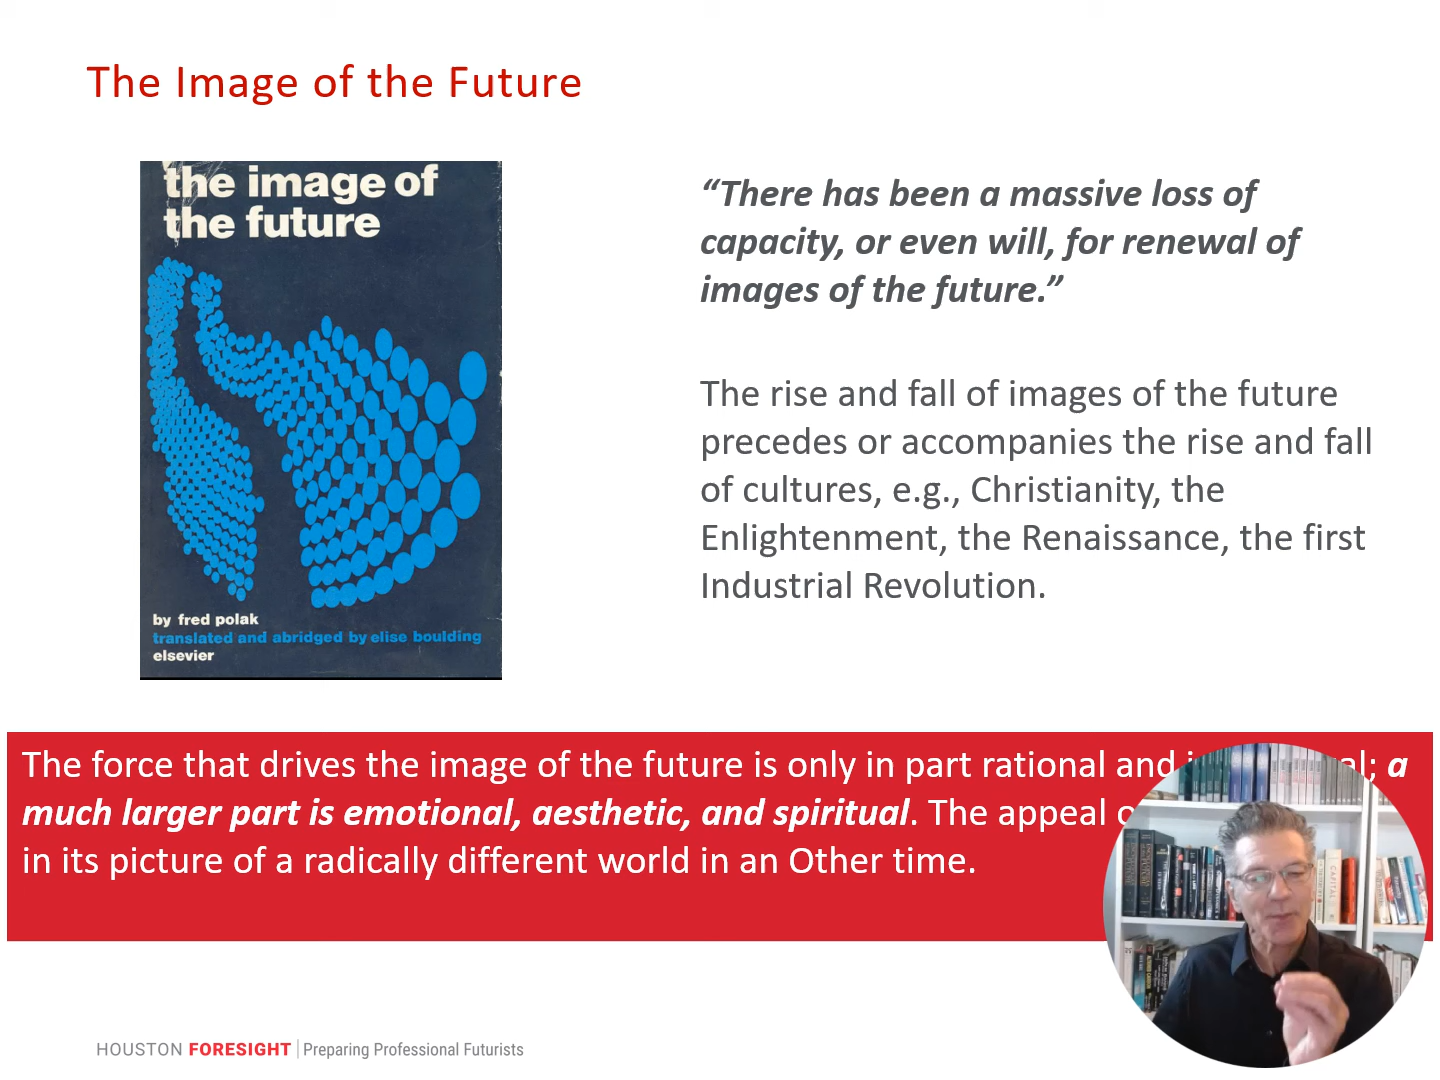 The Image of the Future
the image of
the future
by fred polak
translated and abridged by elise boulding
elsevier
“There has been a massive loss of
capacity, or even will, for renewal of
images of the future.”
The rise and fall of images of the future
precedes or accompanies the rise and fall
of cultures, e.g., Christianity, the
Enlightenment, the Renaissance, the first
Industrial Revolution.
The force that drives the image of the future is only in part rational and a
much larger part is emotional, aesthetic, and spiritual. The appeal
in its picture of a radically different world in an Other time.
CAPITAL
HOUSTON FORESIGHT | Preparing Professional Futurists